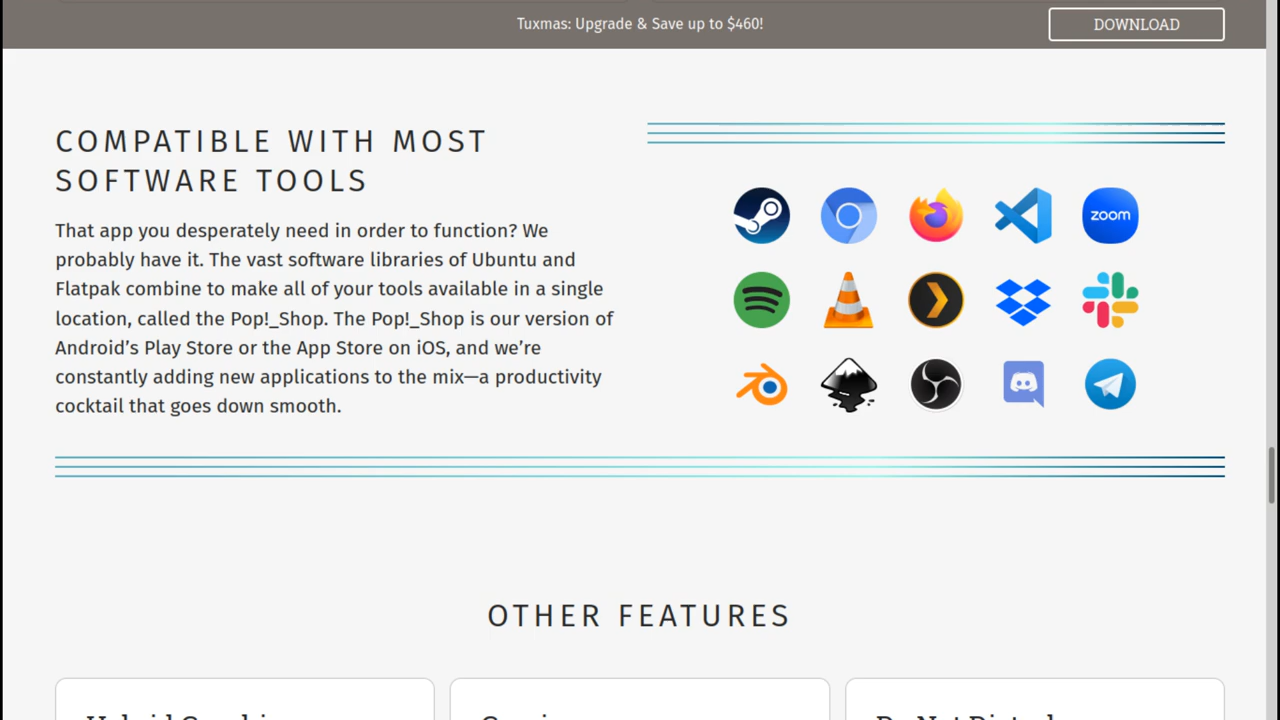 Tuxmas: Upgrade & Save up to $460!
DOWNLOAD
COMPATIBLE WITH MOST
SOFTWARE TOOLS
That app you desperately need in order to function? We
probably have it. The vast software libraries of Ubuntu and
Flatpak combine to make all of your tools available in a single
location, called the Pop!_Shop. The Pop!_Shop is our version of
Android’s Play Store or the App Store on iOS, and we’re
constantly adding new applications to the mix—a productivity
cocktail that goes down smooth.
zoom
OTHER FEATURES